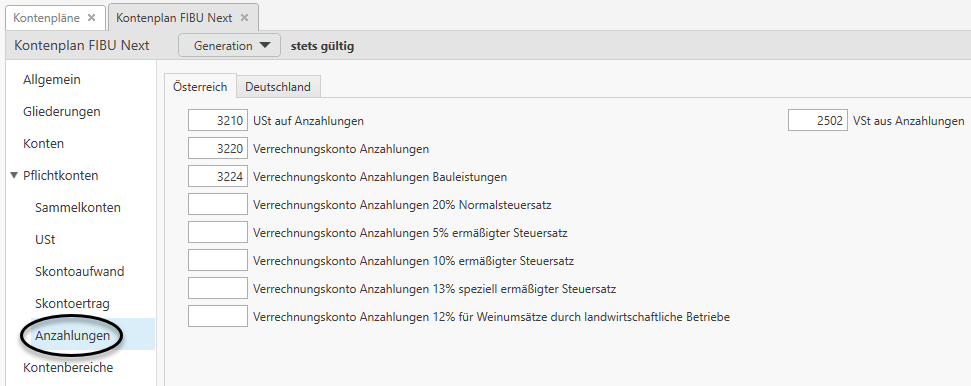 Kontenpläne ×  Kontenplan FIBU Next ×
Kontenplan FIBU Next  Generation  stets gültig
Allgemein
Gliederungen
Konten
Pflichtkonten
Sammelkonten
USt
Skontoaufwand
Skontoertrag
Anzahlungen
Kontenbereiche
Österreich  Deutschland
3210  USt auf Anzahlungen  2502  VSt aus Anzahlungen
3220  Verrechnungskonto Anzahlungen
3224  Verrechnungskonto Anzahlungen Bauleistungen
Verrechnungskonto Anzahlungen 20% Normalsteuersatz
Verrechnungskonto Anzahlungen 5% ermäßigter Steuersatz
Verrechnungskonto Anzahlungen 10% ermäßigter Steuersatz
Verrechnungskonto Anzahlungen 13% speziell ermäßigter Steuersatz
Verrechnungskonto Anzahlungen 12% für Weinumsätze durch landwirtschaftliche Betriebe